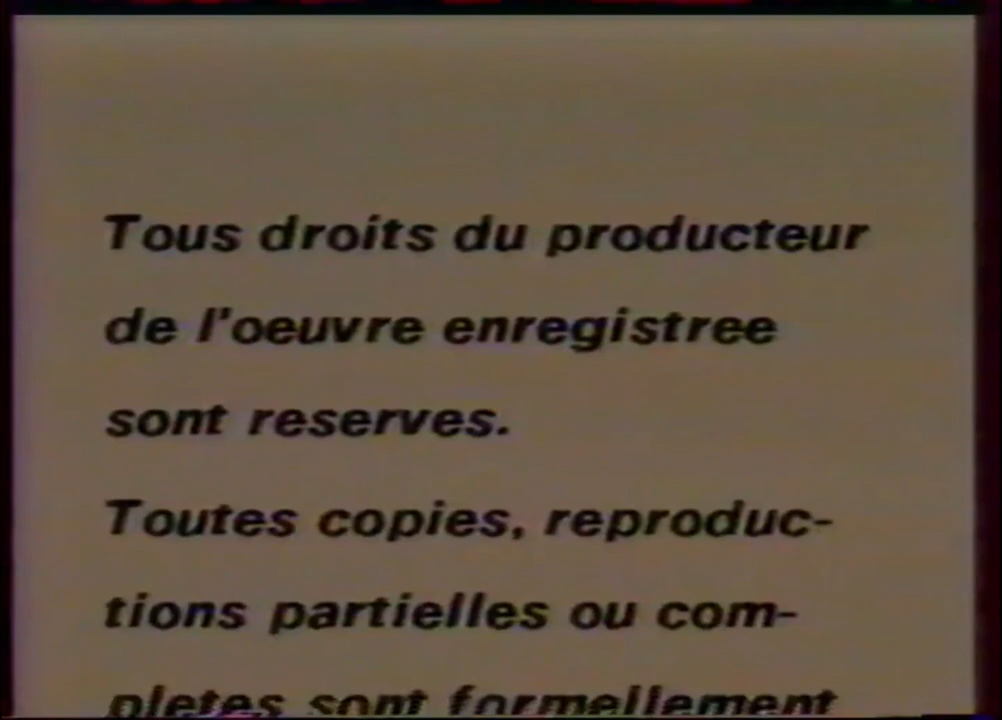 Tous droits du producteur
de l'oeuvre enregistree
sont reserves.
Toutes copies, reproduc-
tions partielles ou com-
pletes sont formellement